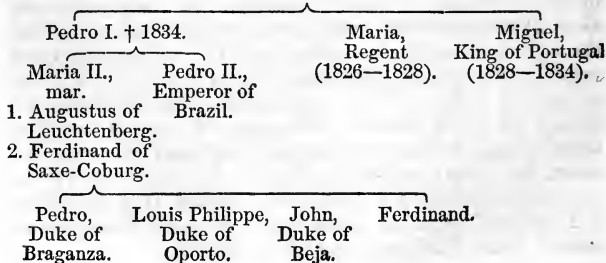 Pedro I. † 1834. Maria, Miguel,
Regent King of Portugal
Maria II., Pedro II., (1826—1828). (1828—1834).
mar. Emperor of
1. Augustus of Brazil.
Leuchtenberg.
2. Ferdinand of
Saxe-Coburg.
Pedro, Louis Philippe, John, Ferdinand.
Duke of Duke of Duke of
Braganza. Oporto. Beja.